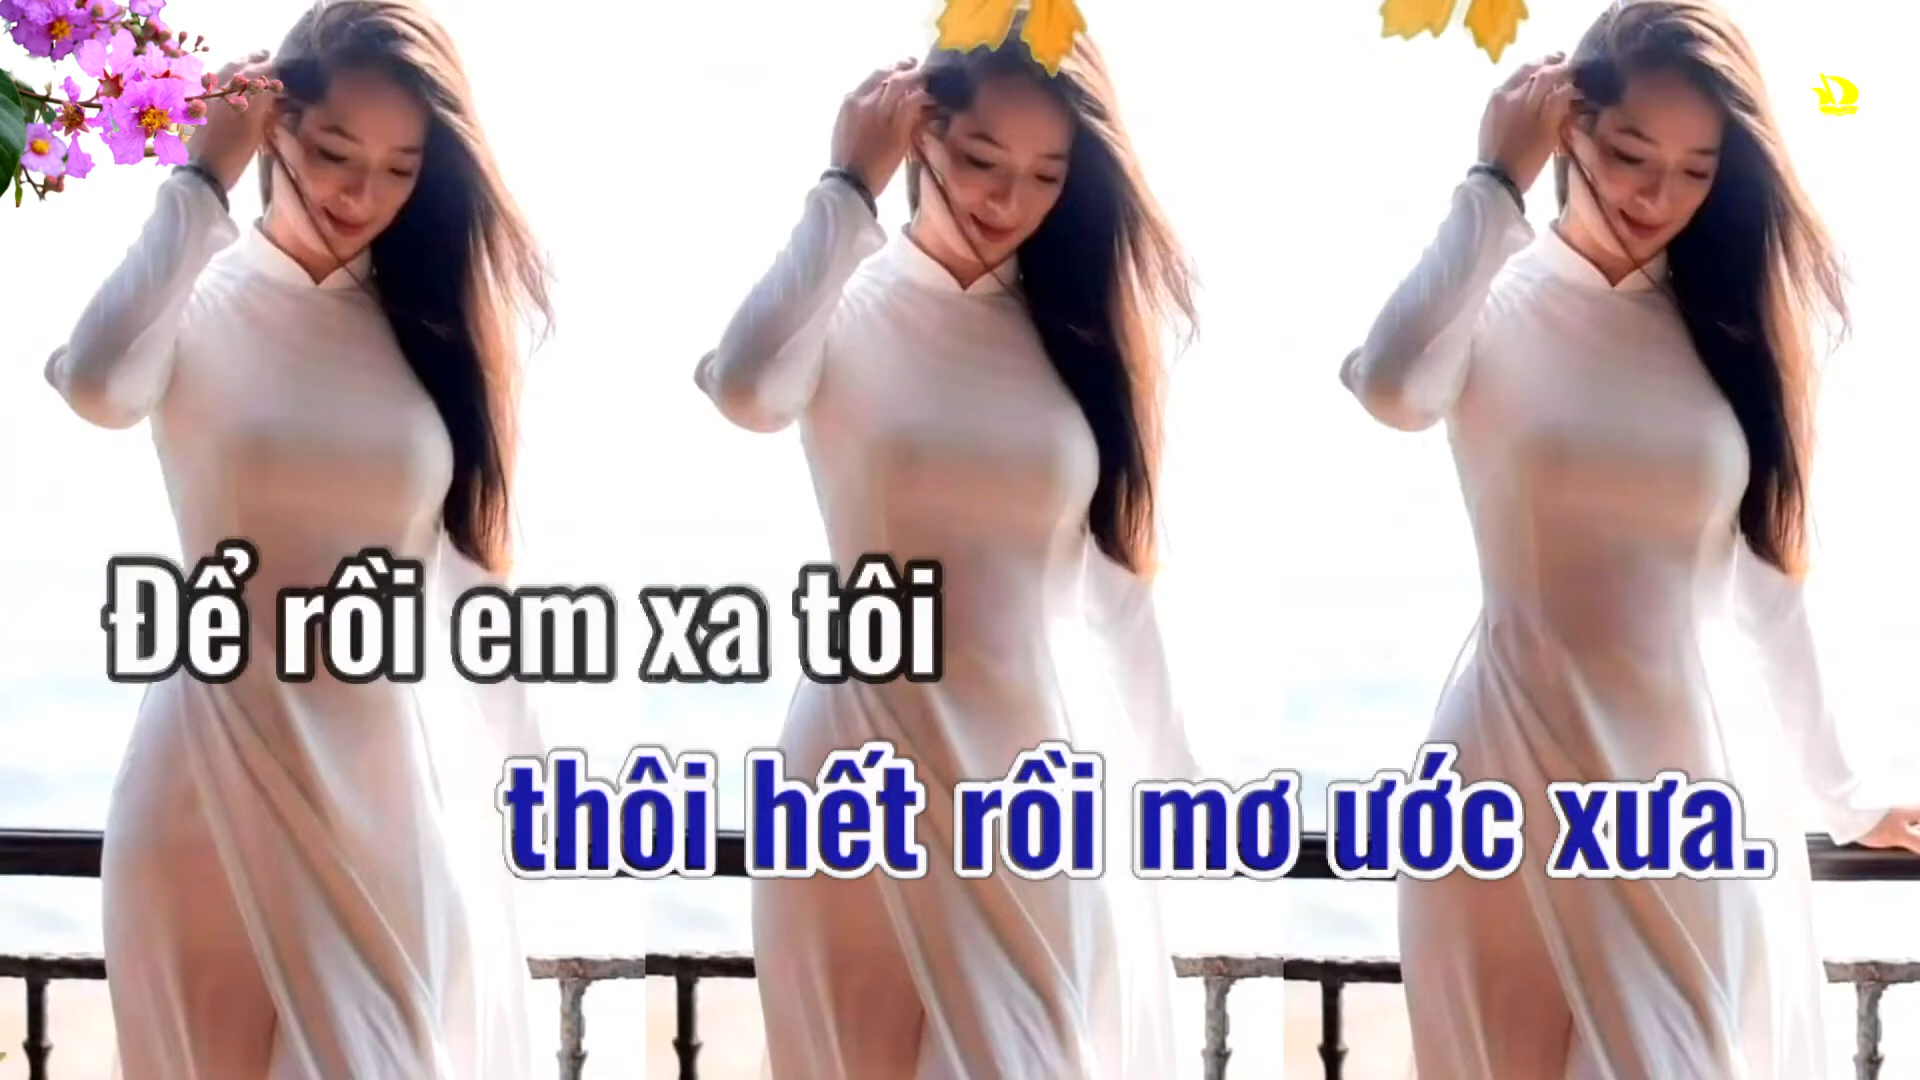 Để rồi em xa tôi
thôi hết rồi mơ ước xưa.